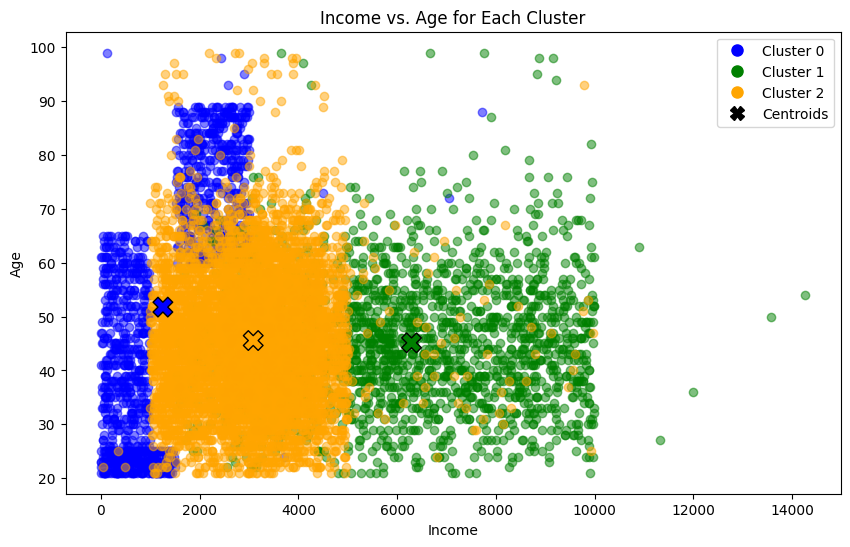 Income vs. Age for Each Cluster
100
90
80
70
60
50
40
30
20
Age
Cluster 0
Cluster 1
Cluster 2
Centroids
0 2000 4000 6000 8000 10000 12000 14000
Income